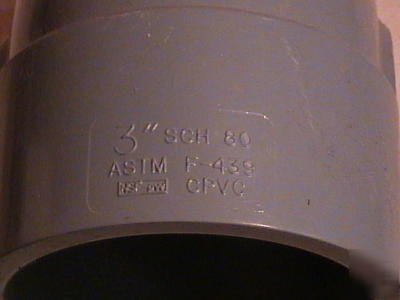 3" SCH 80
ASTM F-439
NSF pw CPVC